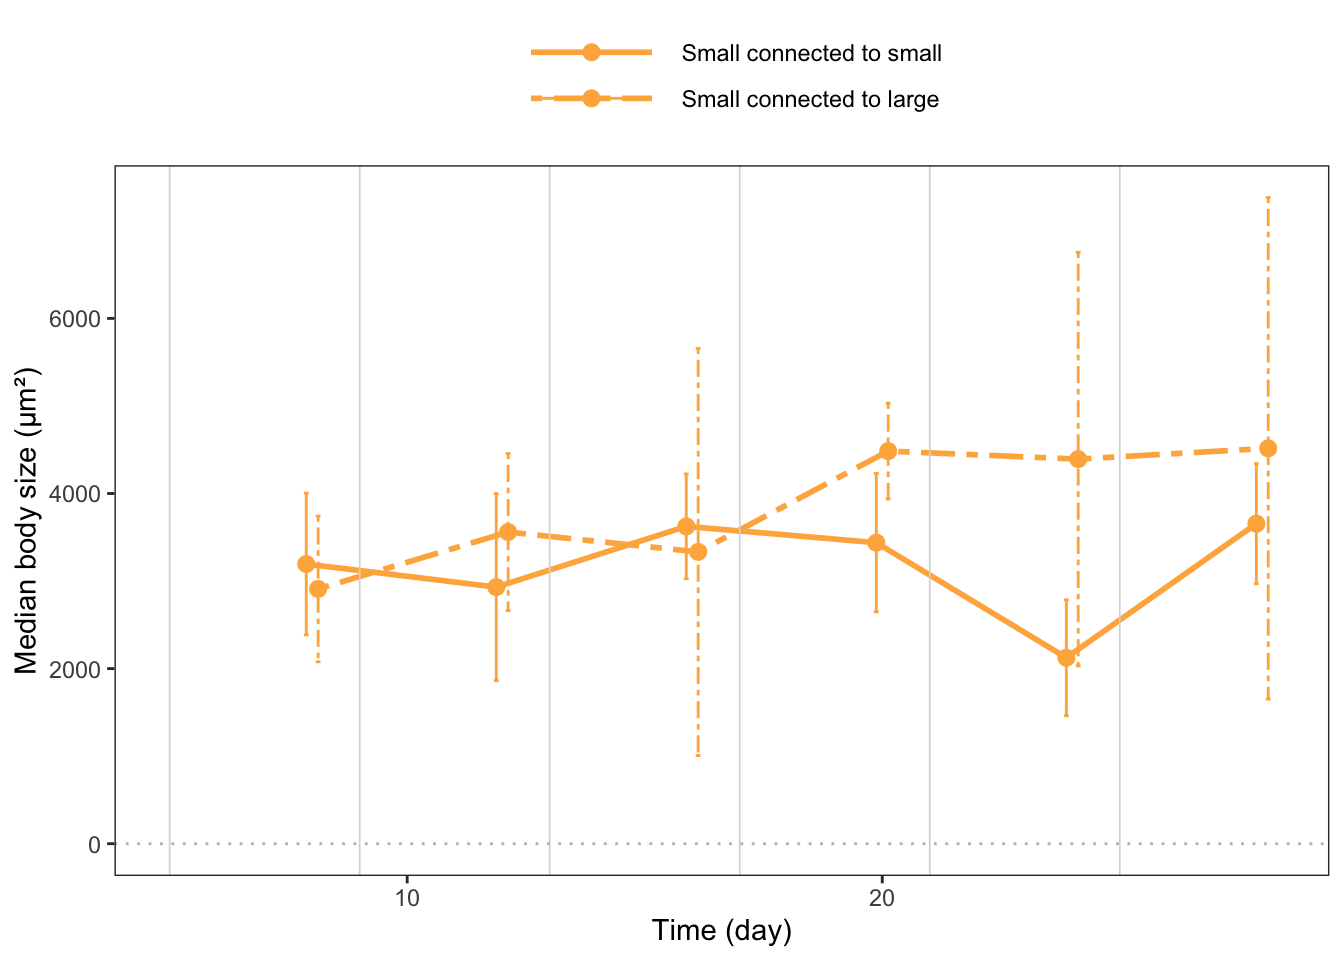 Small connected to small
Small connected to large
Median body size (µm²)
6000
4000
2000
0
10
20
Time (day)